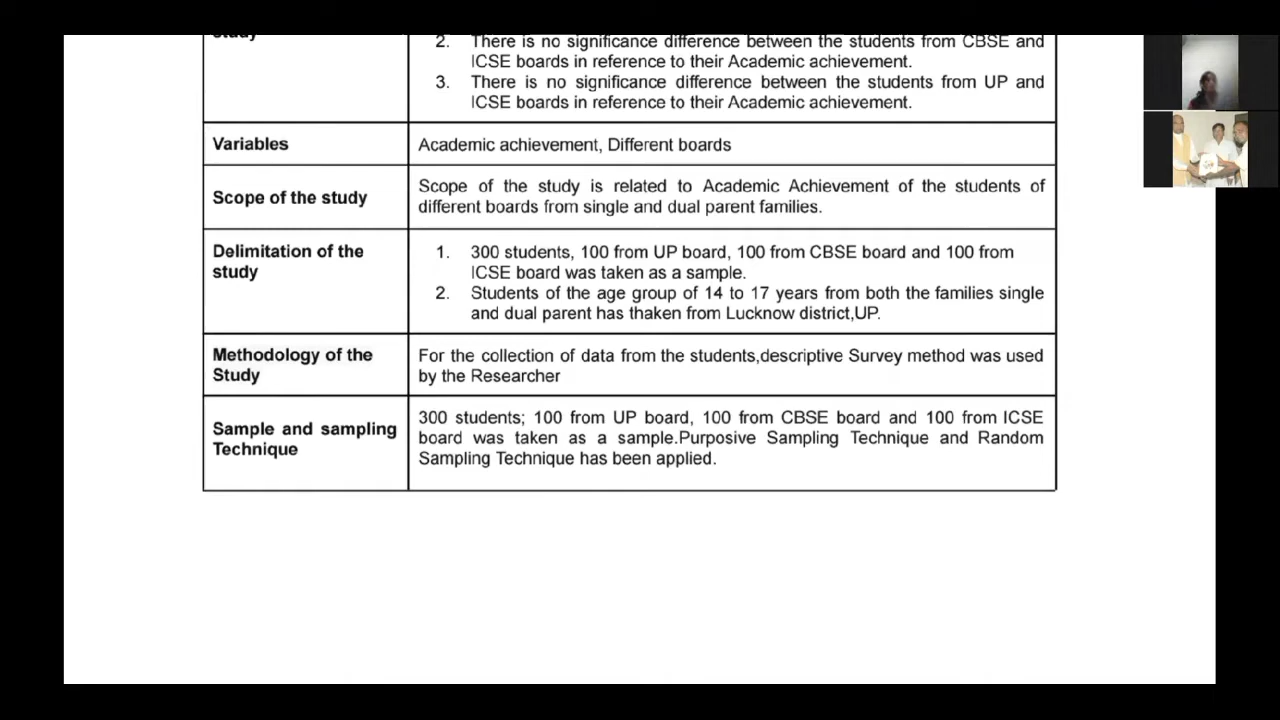 study
2. There is no significance difference between the students from CBSE and
ICSE boards in reference to their Academic achievement.
3. There is no significance difference between the students from UP and
ICSE boards in reference to their Academic achievement.
Variables
Academic achievement, Different boards
Scope of the study
Scope of the study is related to Academic Achievement of the students of
different boards from single and dual parent families.
Delimitation of the
study
1. 300 students, 100 from UP board, 100 from CBSE board and 100 from
ICSE board was taken as a sample.
2. Students of the age group of 14 to 17 years from both the families single
and dual parent has thaken from Lucknow district,UP.
Methodology of the
Study
For the collection of data from the students,descriptive Survey method was used
by the Researcher
Sample and sampling
Technique
300 students; 100 from UP board, 100 from CBSE board and 100 from ICSE
board was taken as a sample.Purposive Sampling Technique and Random
Sampling Technique has been applied.